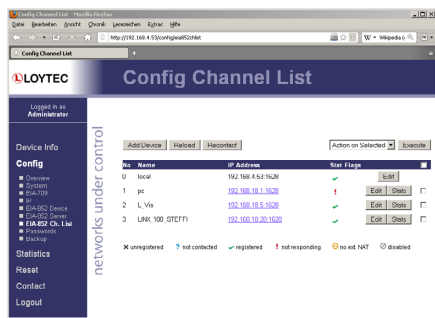 Config Channel List - Mozilla Firefox
Datei Bearbeiten Ansicht Chronik Lesezeichen Extras Hilfe
http://192.168.4.53/config/ea852chlist
W Wikipedia (
Config Channel List
LOYTEC
Config Channel List
Logged in as
Administrator
Device Info
Config
Overview
System
EIA-709
IP
EIA-852 Device
EIA-852 Server
EIA-852 Ch. List
Passwords
Backup
Statistics
Reset
Contact
Logout
networks under control
Add Device Reload Recontact Action on Selected Execute
No Name IP Address Stat Flags
0 local 192.168.4.53:1628 Edit
1 pc 192.168.18.1:1628 Edit Stats
2 L_Vis 192.168.18.5:1628 Edit Stats
3 LINX_100_STEFFI 192.168.10.20:1628 Edit Stats
unregistered ? not contacted registered ! not responding no ext. NAT disabled